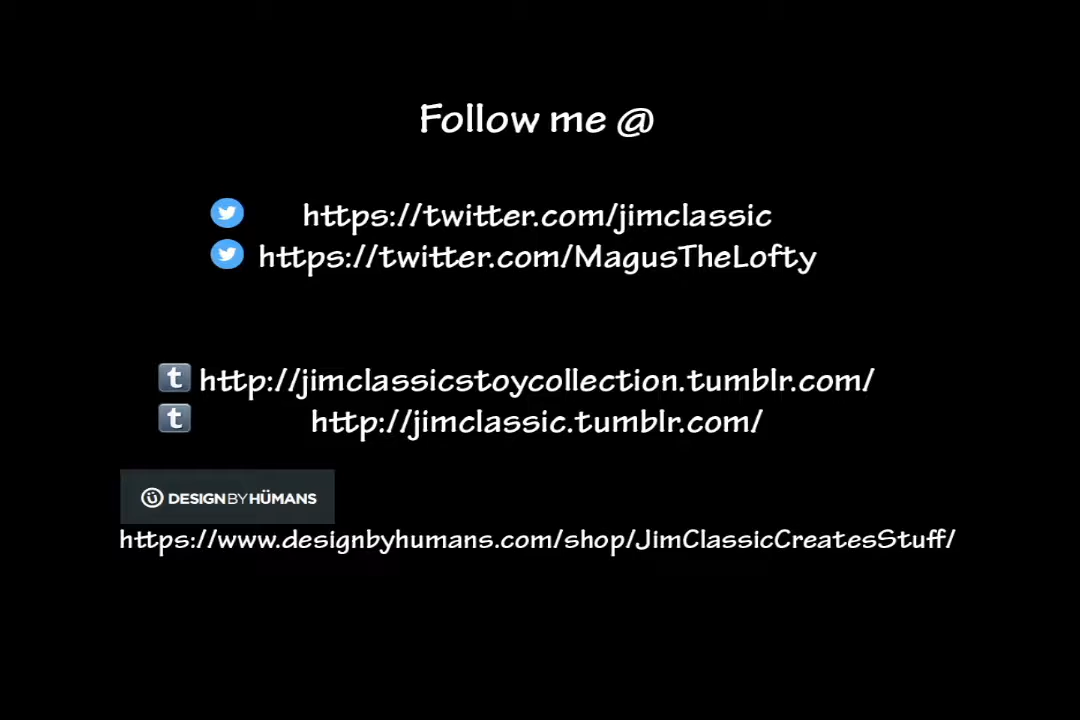 Follow me @
https://twitter.com/jimclassic
https://twitter.com/MagusTheLofty
t http://jimclassicstoycollection.tumblr.com/
t http://jimclassic.tumblr.com/
ü DESIGNBYHÜMANS
https://www.designbyhumans.com/shop/JimClassicCreatesStuff/